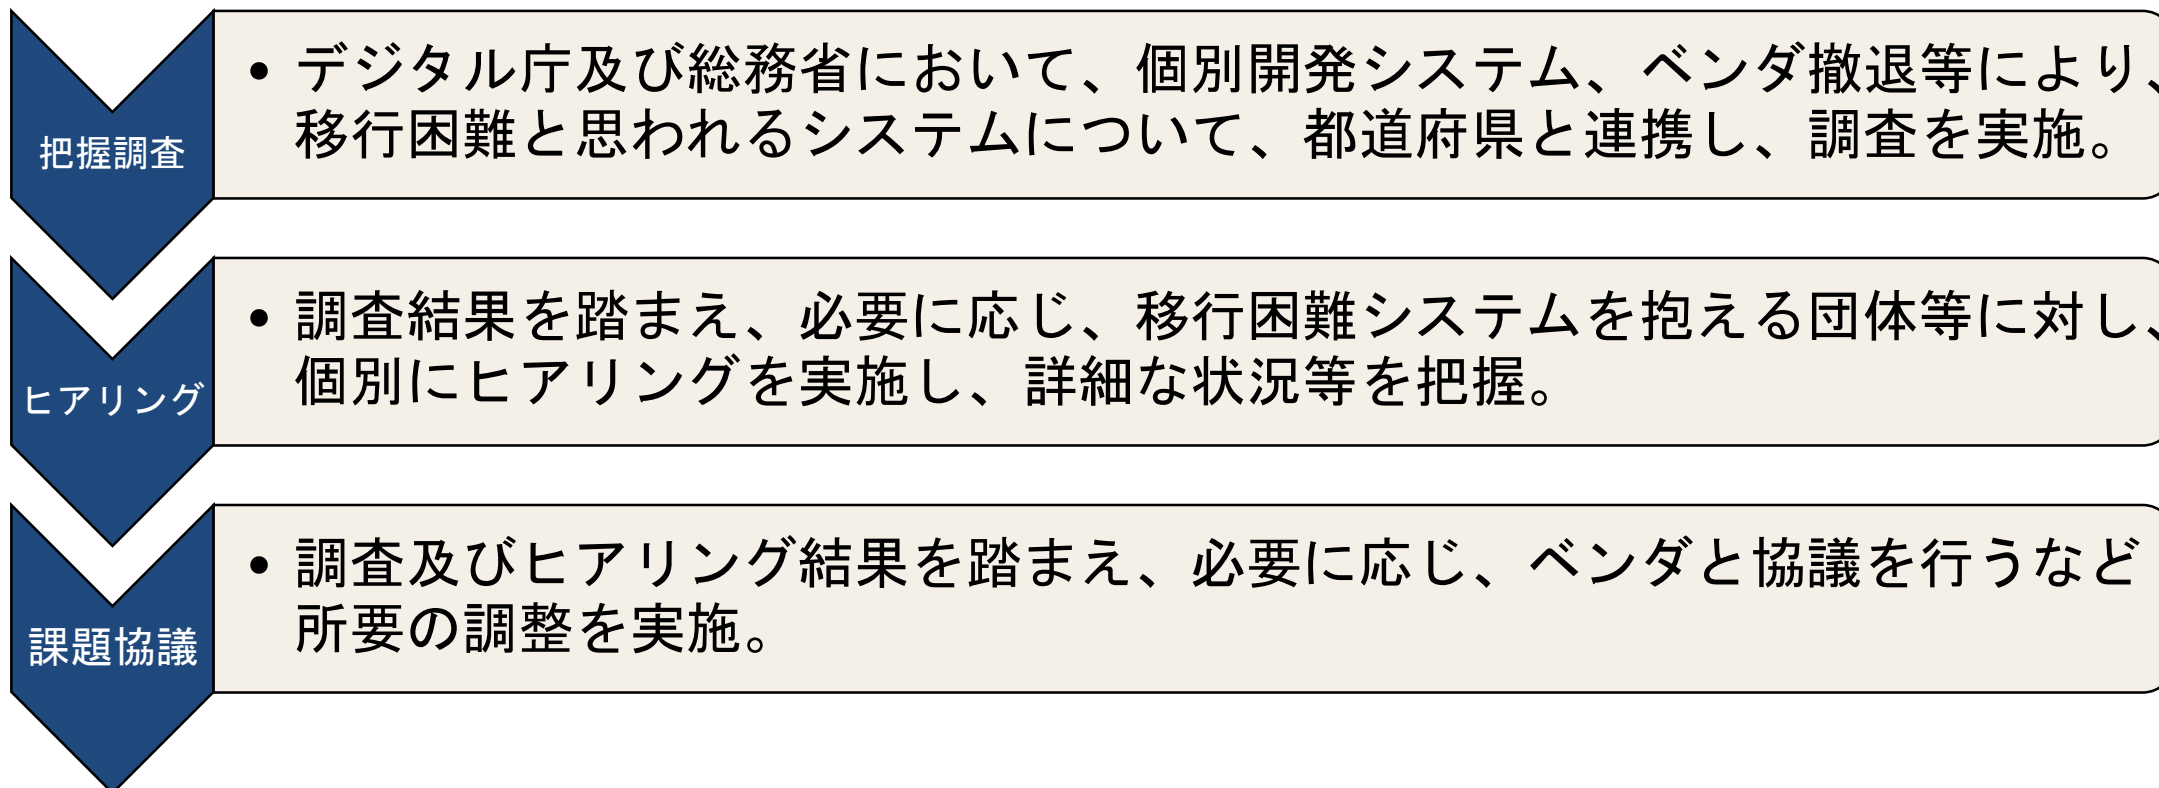 把握調査
• デジタル庁及び総務省において、個別開発システム、ベンダ撤退等により、
移行困難と思われるシステムについて、都道府県と連携し、調査を実施。
ヒアリング
• 調査結果を踏まえ、必要に応じ、移行困難システムを抱える団体等に対し、
個別にヒアリングを実施し、詳細な状況等を把握。
課題協議
• 調査及びヒアリング結果を踏まえ、必要に応じ、ベンダと協議を行うなど
所要の調整を実施。